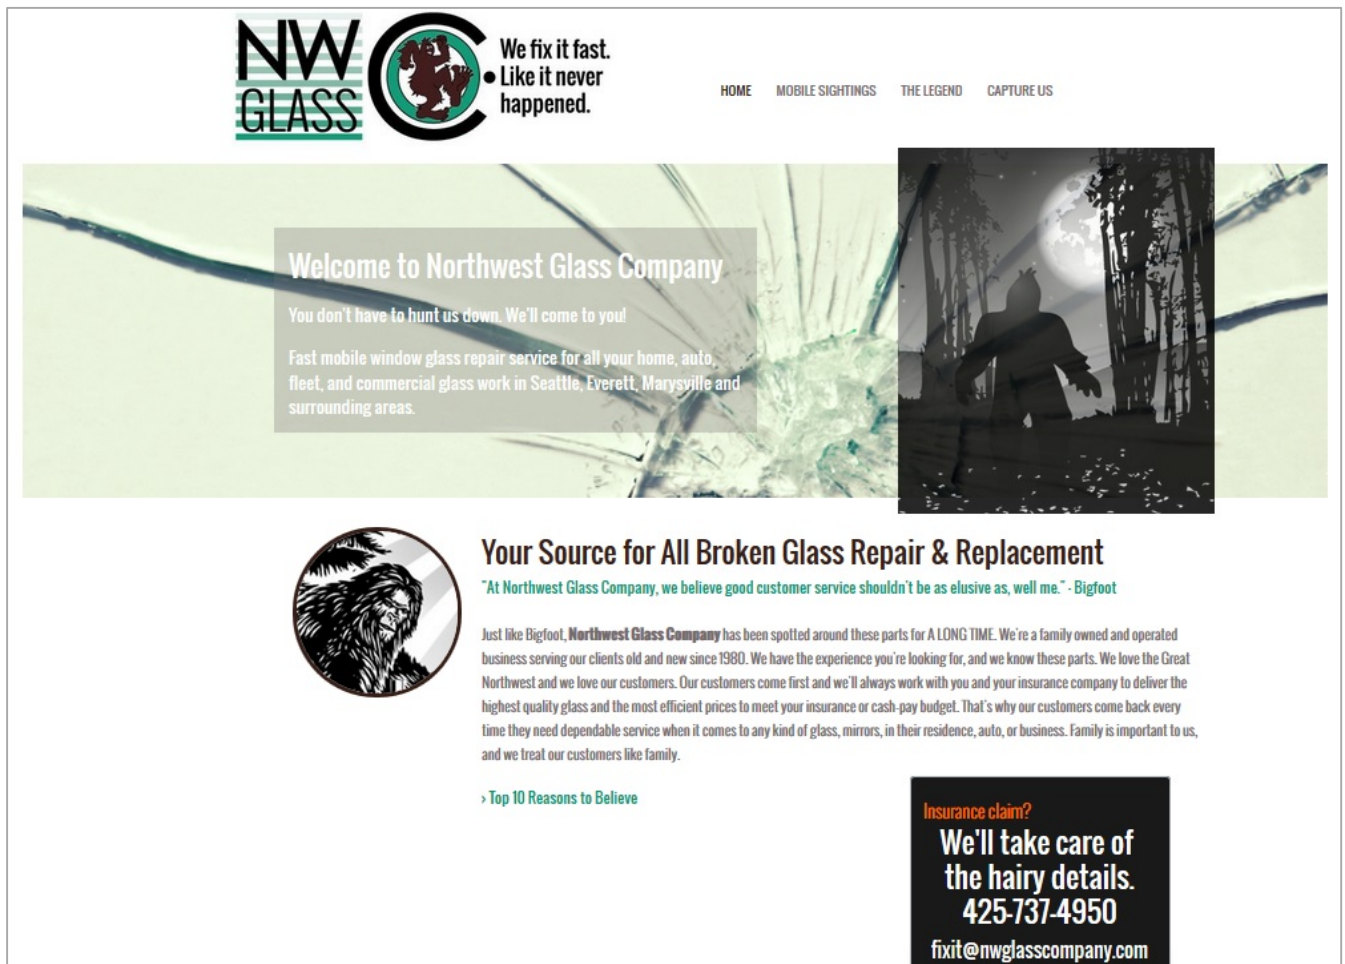 NW
GLASS
We fix it fast.
Like it never
happened.
HOME MOBILE SIGHTINGS THE LEGEND CAPTURE US
Welcome to Northwest Glass Company
You don't have to hunt us down. We'll come to you!
Fast mobile window glass repair service for all your home, auto,
fleet, and commercial glass work in Seattle, Everett, Marysville and
surrounding areas.
Your Source for All Broken Glass Repair & Replacement
"At Northwest Glass Company, we believe good customer service shouldn't be as elusive as, well me." - Bigfoot
Just like Bigfoot, Northwest Glass Company has been spotted around these parts for A LONG TIME. We're a family owned and operated
business serving our clients old and new since 1980. We have the experience you're looking for, and we know these parts. We love the Great
Northwest and we love our customers. Our customers come first and we'll always work with you and your insurance company to deliver the
highest quality glass and the most efficient prices to meet your insurance or cash-pay budget. That's why our customers come back every
time they need dependable service when it comes to any kind of glass, mirrors, in their residence, auto, or business. Family is important to us,
and we treat our customers like family.
› Top 10 Reasons to Believe
Insurance claim?
We'll take care of
the hairy details.
425-737-4950
fixit@nwglasscompany.com